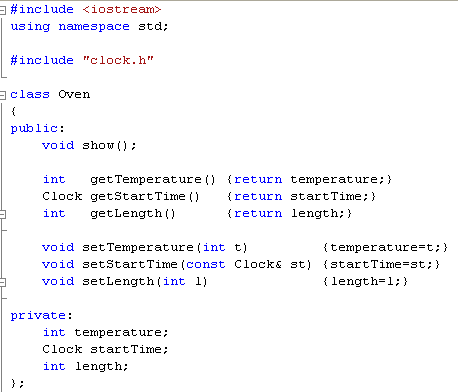 #include <iostream>
using namespace std;
#include "clock.h"
class Oven
{
public:
    void show();
    int   getTemperature() {return temperature;}
    Clock getStartTime()   {return startTime;}
    int   getLength()      {return length;}
    void setTemperature(int t)         {temperature=t;}
    void setStartTime(const Clock& st) {startTime=st;}
    void setLength(int l)              {length=l;}
private:
    int temperature;
    Clock startTime;
    int length;
};